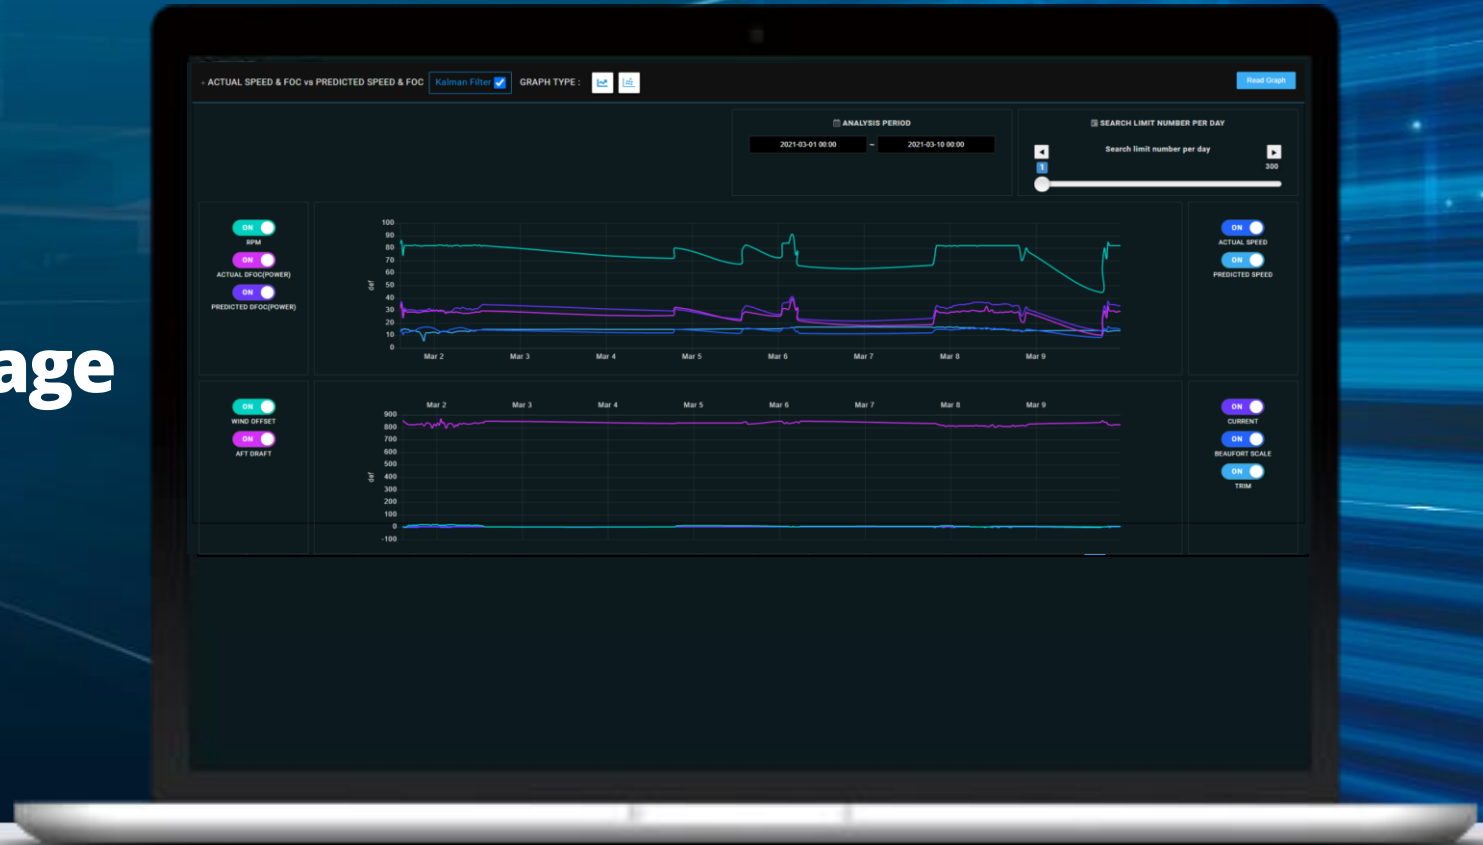 age
ACTUAL SPEED & FOC vs PREDICTED SPEED & FOC Kalman Filter GRAPH TYPE : Read Graph
ANALYSIS PERIOD
2021-03-01 00:00 ~ 2021-03-10 00:00
SEARCH LIMIT NUMBER PER DAY
Search limit number per day
1 300
ON
RPM
ON
ACTUAL DFOC(POWER)
ON
PREDICTED DFOC(POWER)
def
100
90
80
70
60
50
40
30
20
10
0
Mar 2 Mar 3 Mar 4 Mar 5 Mar 6 Mar 7 Mar 8 Mar 9
ON
ACTUAL SPEED
ON
PREDICTED SPEED
ON
WIND OFFSET
ON
AFT DRAFT
Mar 2 Mar 3 Mar 4 Mar 5 Mar 6 Mar 7 Mar 8 Mar 9
def
900
800
700
600
500
400
300
200
100
0
-100
ON
CURRENT
ON
BEAUFORT SCALE
ON
TRIM